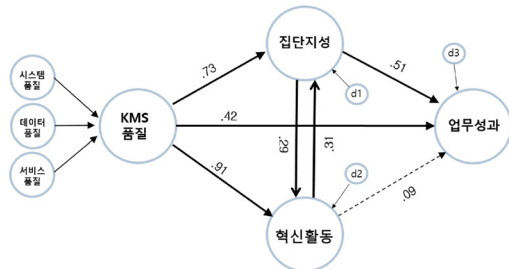 시스템
품질
데이터
품질
서비스
품질
KMS
품질
집단지성
혁신활동
업무성과
d1
d2
d3
.73
.42
.91
.29
.31
.51
.09